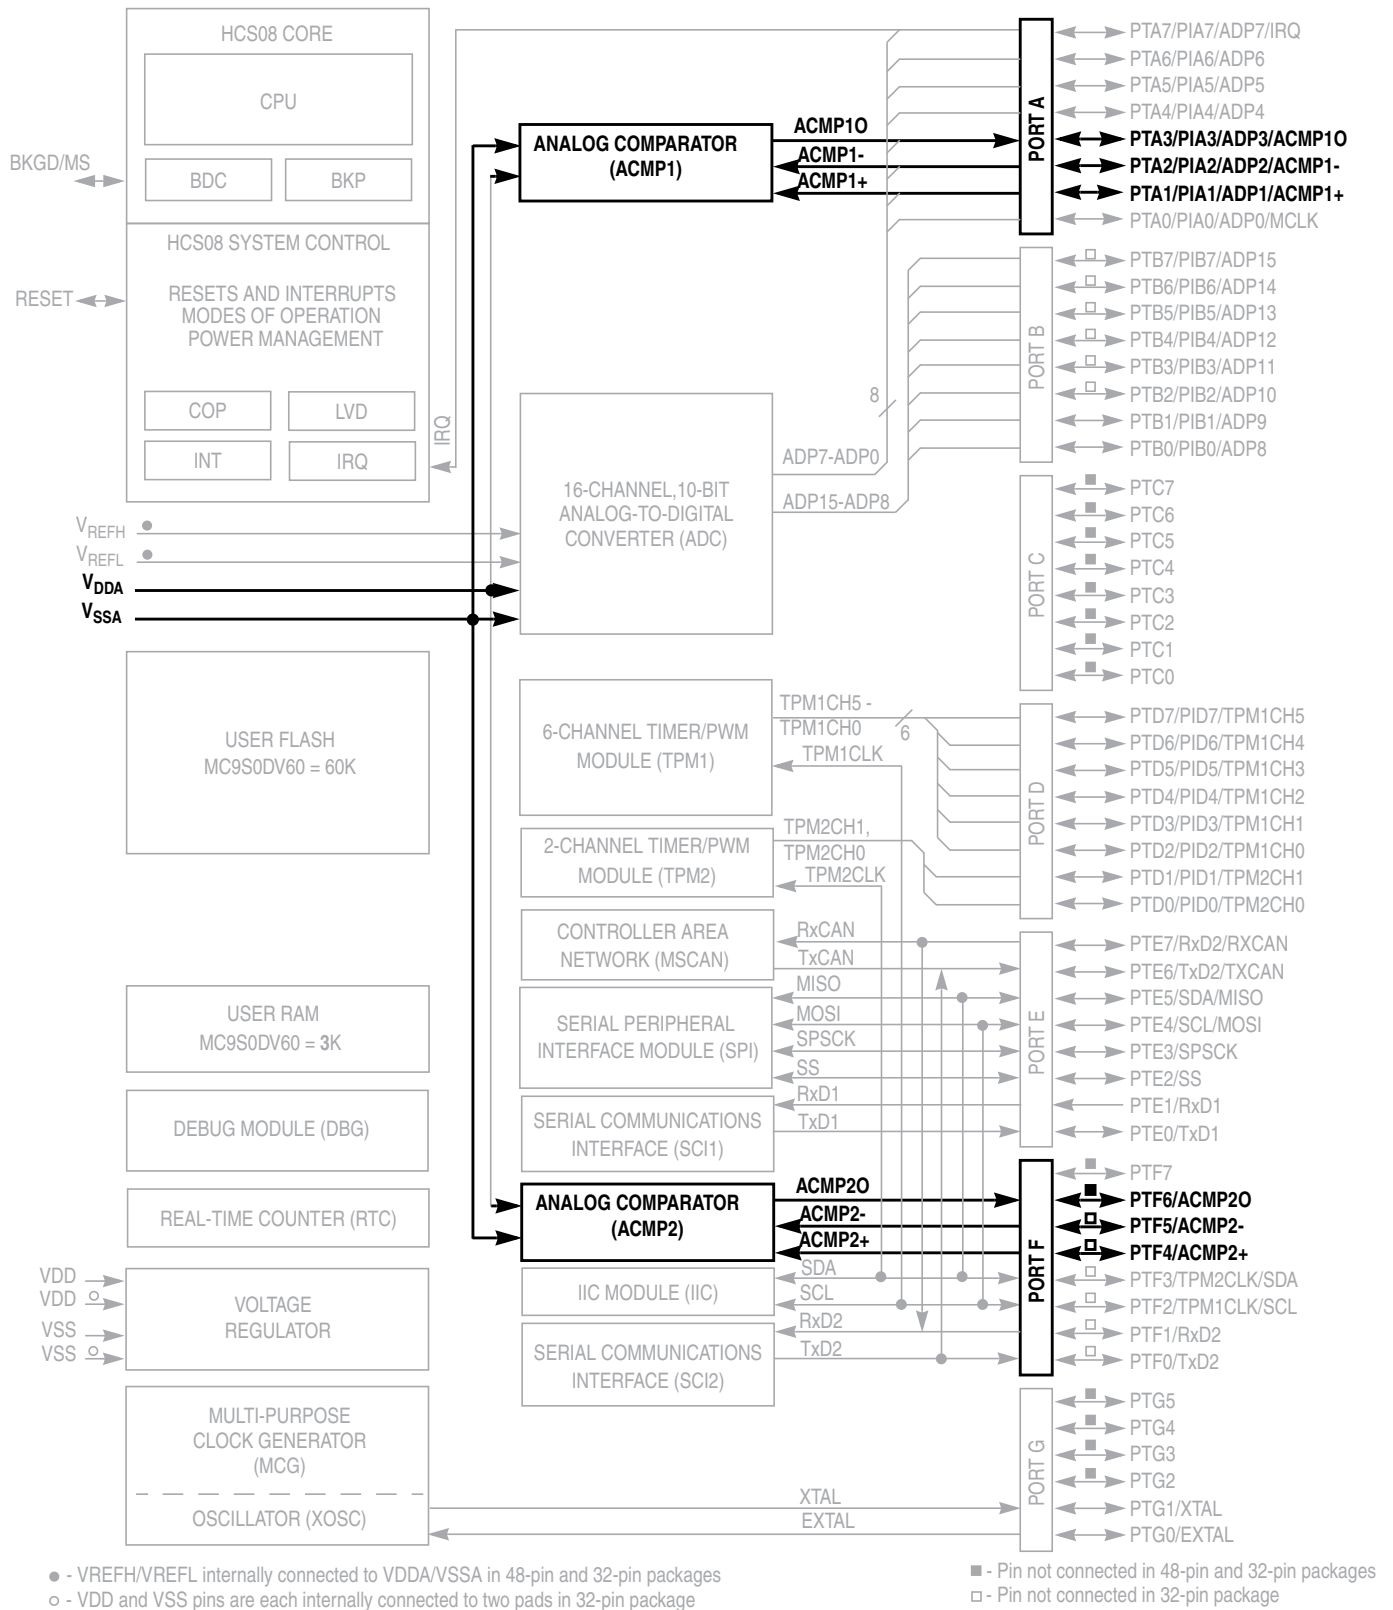 HCS08 CORE
CPU
BDC
BKP
BKGD/MS
HCS08 SYSTEM CONTROL
RESETS AND INTERRUPTS
MODES OF OPERATION
POWER MANAGEMENT
RESET
COP
LVD
INT
IRQ
IRQ
VREFH
VREFL
VDDA
VSSA
USER FLASH
MC9S0DV60 = 60K
USER RAM
MC9S0DV60 = 3K
DEBUG MODULE (DBG)
REAL-TIME COUNTER (RTC)
VDD
VDD
VSS
VSS
VOLTAGE
REGULATOR
MULTI-PURPOSE
CLOCK GENERATOR
(MCG)
OSCILLATOR (XOSC)
ANALOG COMPARATOR
(ACMP1)
ACMP1O
ACMP1-
ACMP1+
16-CHANNEL,10-BIT
ANALOG-TO-DIGITAL
CONVERTER (ADC)
8
ADP7-ADP0
ADP15-ADP8
6-CHANNEL TIMER/PWM
MODULE (TPM1)
TPM1CH5 -
TPM1CH0
6
TPM1CLK
2-CHANNEL TIMER/PWM
MODULE (TPM2)
TPM2CH1,
TPM2CH0
TPM2CLK
CONTROLLER AREA
NETWORK (MSCAN)
RxCAN
TxCAN
SERIAL PERIPHERAL
INTERFACE MODULE (SPI)
MISO
MOSI
SPSCK
SS
SERIAL COMMUNICATIONS
INTERFACE (SCI1)
RxD1
TxD1
ANALOG COMPARATOR
(ACMP2)
ACMP2O
ACMP2-
ACMP2+
IIC MODULE (IIC)
SDA
SCL
SERIAL COMMUNICATIONS
INTERFACE (SCI2)
RxD2
TxD2
XTAL
EXTAL
PORT A
PTA7/PIA7/ADP7/IRQ
PTA6/PIA6/ADP6
PTA5/PIA5/ADP5
PTA4/PIA4/ADP4
PTA3/PIA3/ADP3/ACMP1O
PTA2/PIA2/ADP2/ACMP1-
PTA1/PIA1/ADP1/ACMP1+
PTA0/PIA0/ADP0/MCLK
PORT B
PTB7/PIB7/ADP15
PTB6/PIB6/ADP14
PTB5/PIB5/ADP13
PTB4/PIB4/ADP12
PTB3/PIB3/ADP11
PTB2/PIB2/ADP10
PTB1/PIB1/ADP9
PTB0/PIB0/ADP8
PORT C
PTC7
PTC6
PTC5
PTC4
PTC3
PTC2
PTC1
PTC0
PORT D
PTD7/PID7/TPM1CH5
PTD6/PID6/TPM1CH4
PTD5/PID5/TPM1CH3
PTD4/PID4/TPM1CH2
PTD3/PID3/TPM1CH1
PTD2/PID2/TPM1CH0
PTD1/PID1/TPM2CH1
PTD0/PID0/TPM2CH0
PORT E
PTE7/RxD2/RXCAN
PTE6/TxD2/TXCAN
PTE5/SDA/MISO
PTE4/SCL/MOSI
PTE3/SPSCK
PTE2/SS
PTE1/RxD1
PTE0/TxD1
PORT F
PTF7
PTF6/ACMP2O
PTF5/ACMP2-
PTF4/ACMP2+
PTF3/TPM2CLK/SDA
PTF2/TPM1CLK/SCL
PTF1/RxD2
PTF0/TxD2
PORT G
PTG5
PTG4
PTG3
PTG2
PTG1/XTAL
PTG0/EXTAL
● - VREFH/VREFL internally connected to VDDA/VSSA in 48-pin and 32-pin packages
○ - VDD and VSS pins are each internally connected to two pads in 32-pin package
■ - Pin not connected in 48-pin and 32-pin packages
□ - Pin not connected in 32-pin package